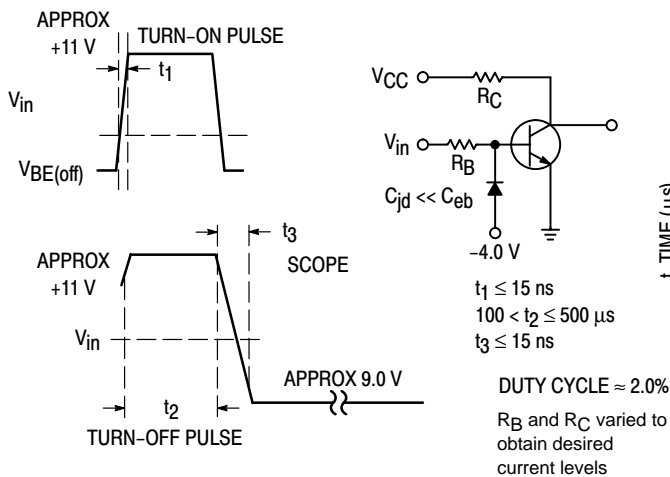 APPROX
+11 V
TURN–ON PULSE
t1
Vin
VBE(off)
t3
APPROX
+11 V
SCOPE
Vin
APPROX 9.0 V
t2
TURN–OFF PULSE
VCC
RC
Vin
RB
Cjd << Ceb
–4.0 V
t1 ≤ 15 ns
100 < t2 ≤ 500 μs
t3 ≤ 15 ns
DUTY CYCLE ≈ 2.0%
RB and RC varied to
obtain desired
current levels
t, TIME (μs)